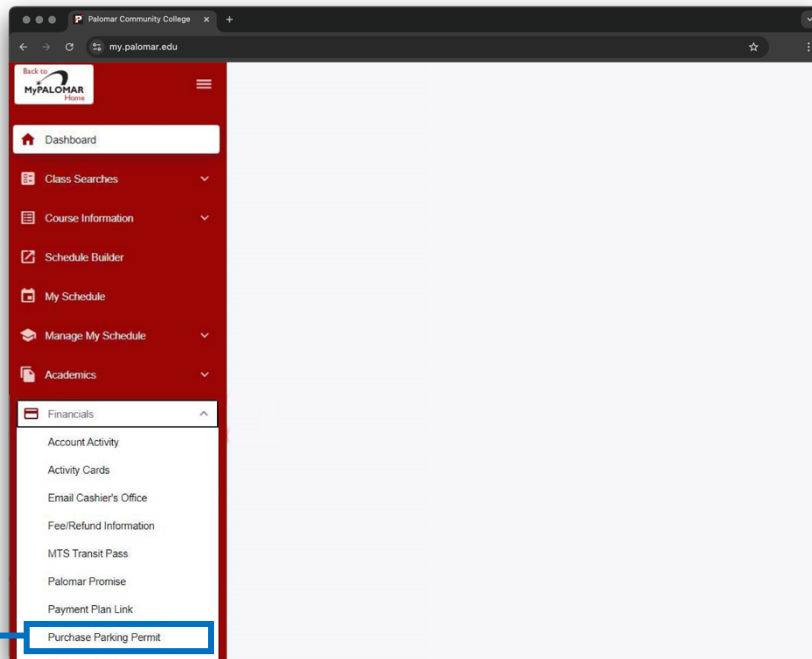 Palomar Community College
my.palomar.edu
Back to
MyPALOMAR
Home
Dashboard
Class Searches
Course Information
Schedule Builder
My Schedule
Manage My Schedule
Academics
Financials
Account Activity
Activity Cards
Email Cashier's Office
Fee/Refund Information
MTS Transit Pass
Palomar Promise
Payment Plan Link
Purchase Parking Permit